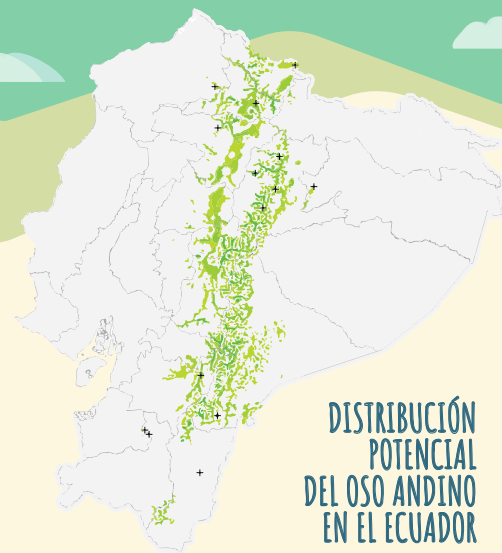 DISTRIBUCIÓN
POTENCIAL
DEL OSO ANDINO
EN EL ECUADOR